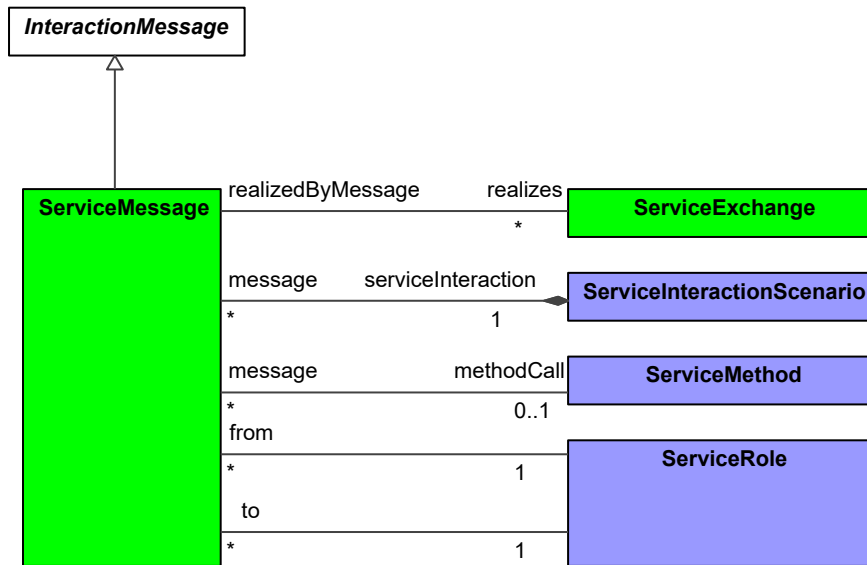 InteractionMessage
realizedByMessage realizes
ServiceMessage ServiceExchange
*
message serviceInteraction ServiceInteractionScenario
* 1
message methodCall ServiceMethod
* 0..1
from
ServiceRole
* 1
to
* 1